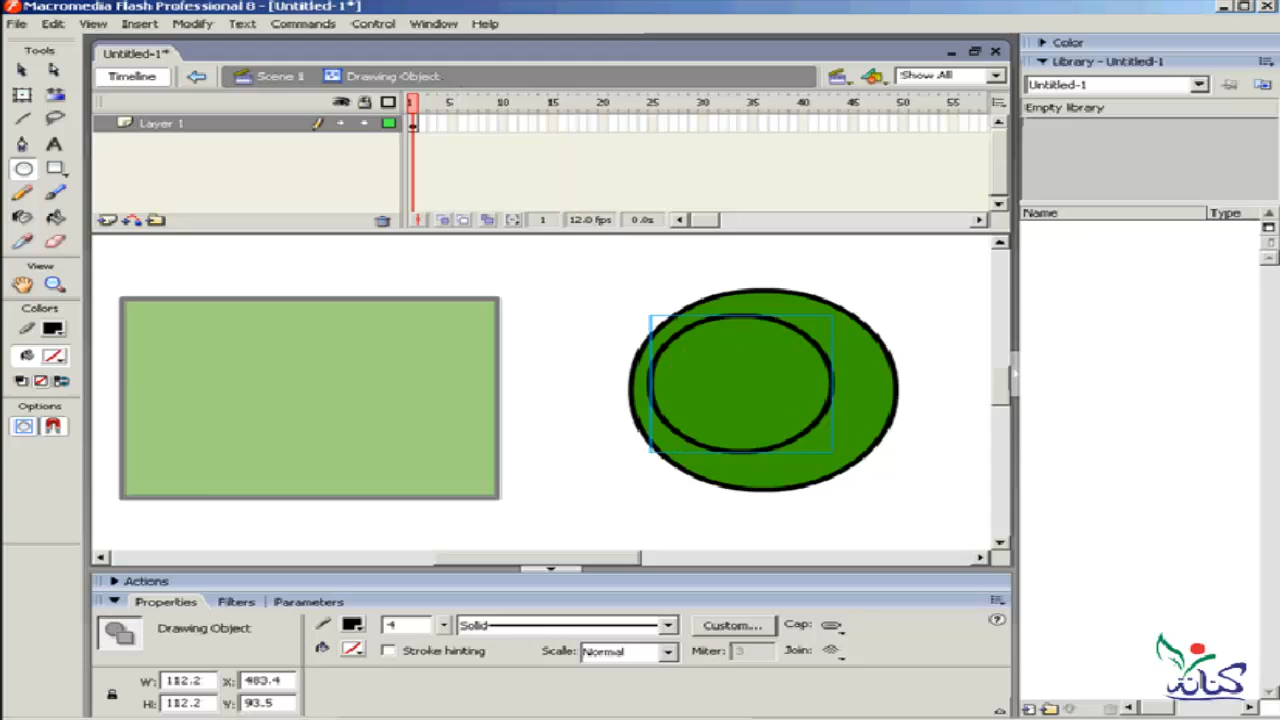 Macromedia Flash Professional 8 - [Untitled-1*]
File Edit View Insert Modify Text Commands Control Window Help
Tools
View
Colors
Options
Untitled-1*
Timeline Scene 1 Drawing Object Show All
1 5 10 15 20 25 30 35 40 45 50 55
Layer 1
1 12.0 fps 0.0s
Actions
Properties Filters Parameters
Drawing Object
4 Solid Custom... Cap:
Stroke hinting Scale: Normal Miter: 3 Join:
W: 112.2 X: 483.4
H: 112.2 Y: 93.5
Color
Library - Untitled-1
Untitled-1
Empty library
Name Type
كنانة